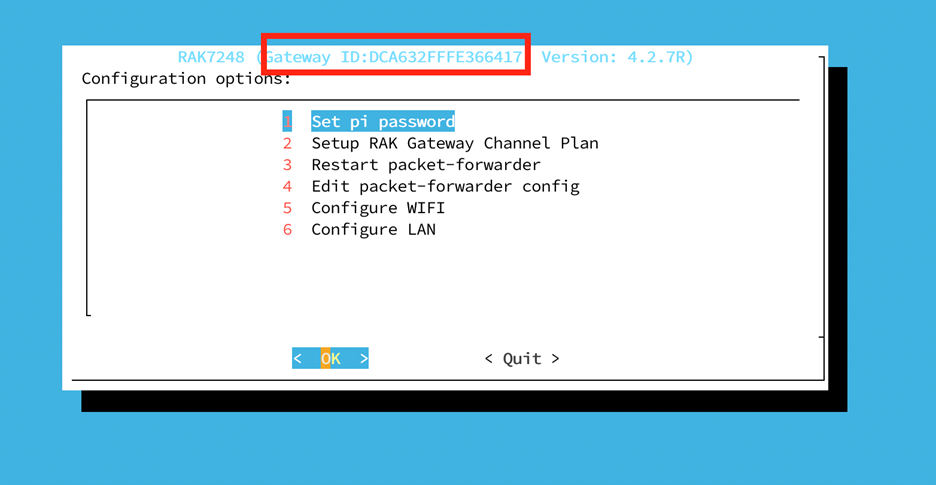 RAK7248 (Gateway ID:DCA632FFFE366417 Version: 4.2.7R)
Configuration options:
1 Set pi password
2 Setup RAK Gateway Channel Plan
3 Restart packet-forwarder
4 Edit packet-forwarder config
5 Configure WIFI
6 Configure LAN
< OK > < Quit >